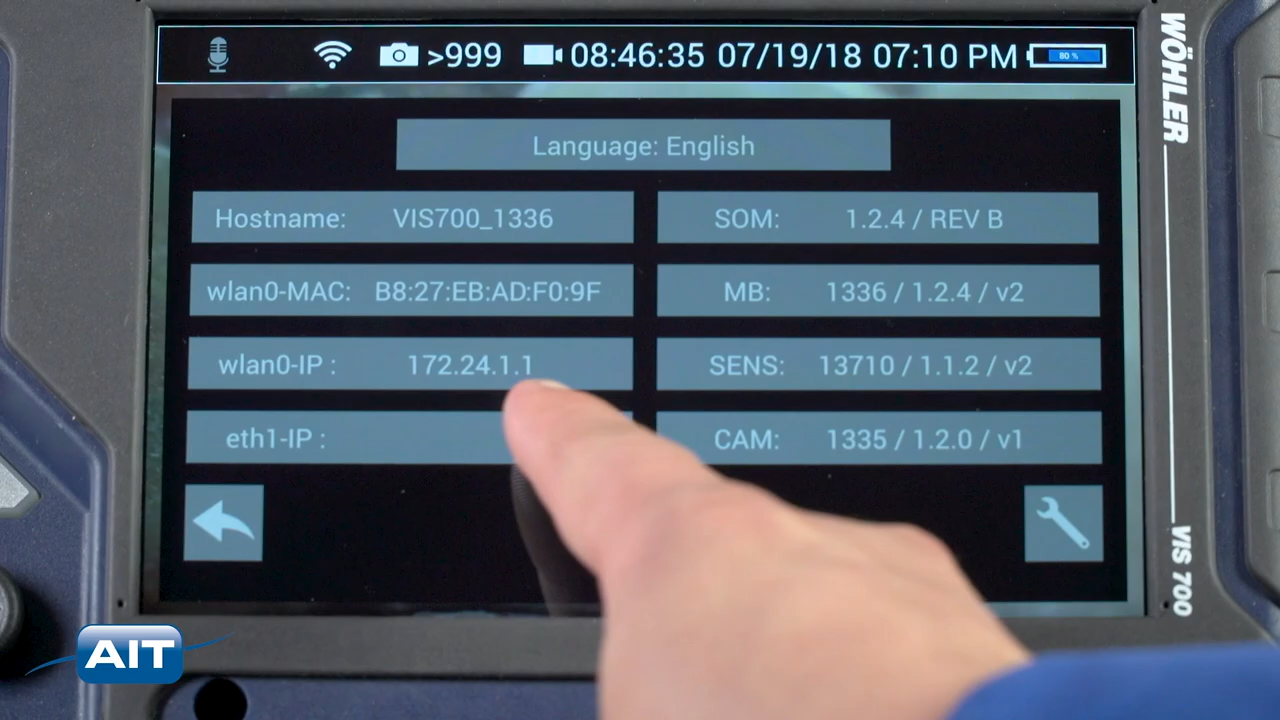 >999 08:46:35 07/19/18 07:10 PM 80 %
Language: English
Hostname: VIS700_1336
SOM: 1.2.4 / REV B
wlan0-MAC: B8:27:EB:AD:F0:9F
MB: 1336 / 1.2.4 / v2
wlan0-IP : 172.24.1.1
SENS: 13710 / 1.1.2 / v2
eth1-IP :
CAM: 1335 / 1.2.0 / v1
WÖHLER
VIS 700
AIT